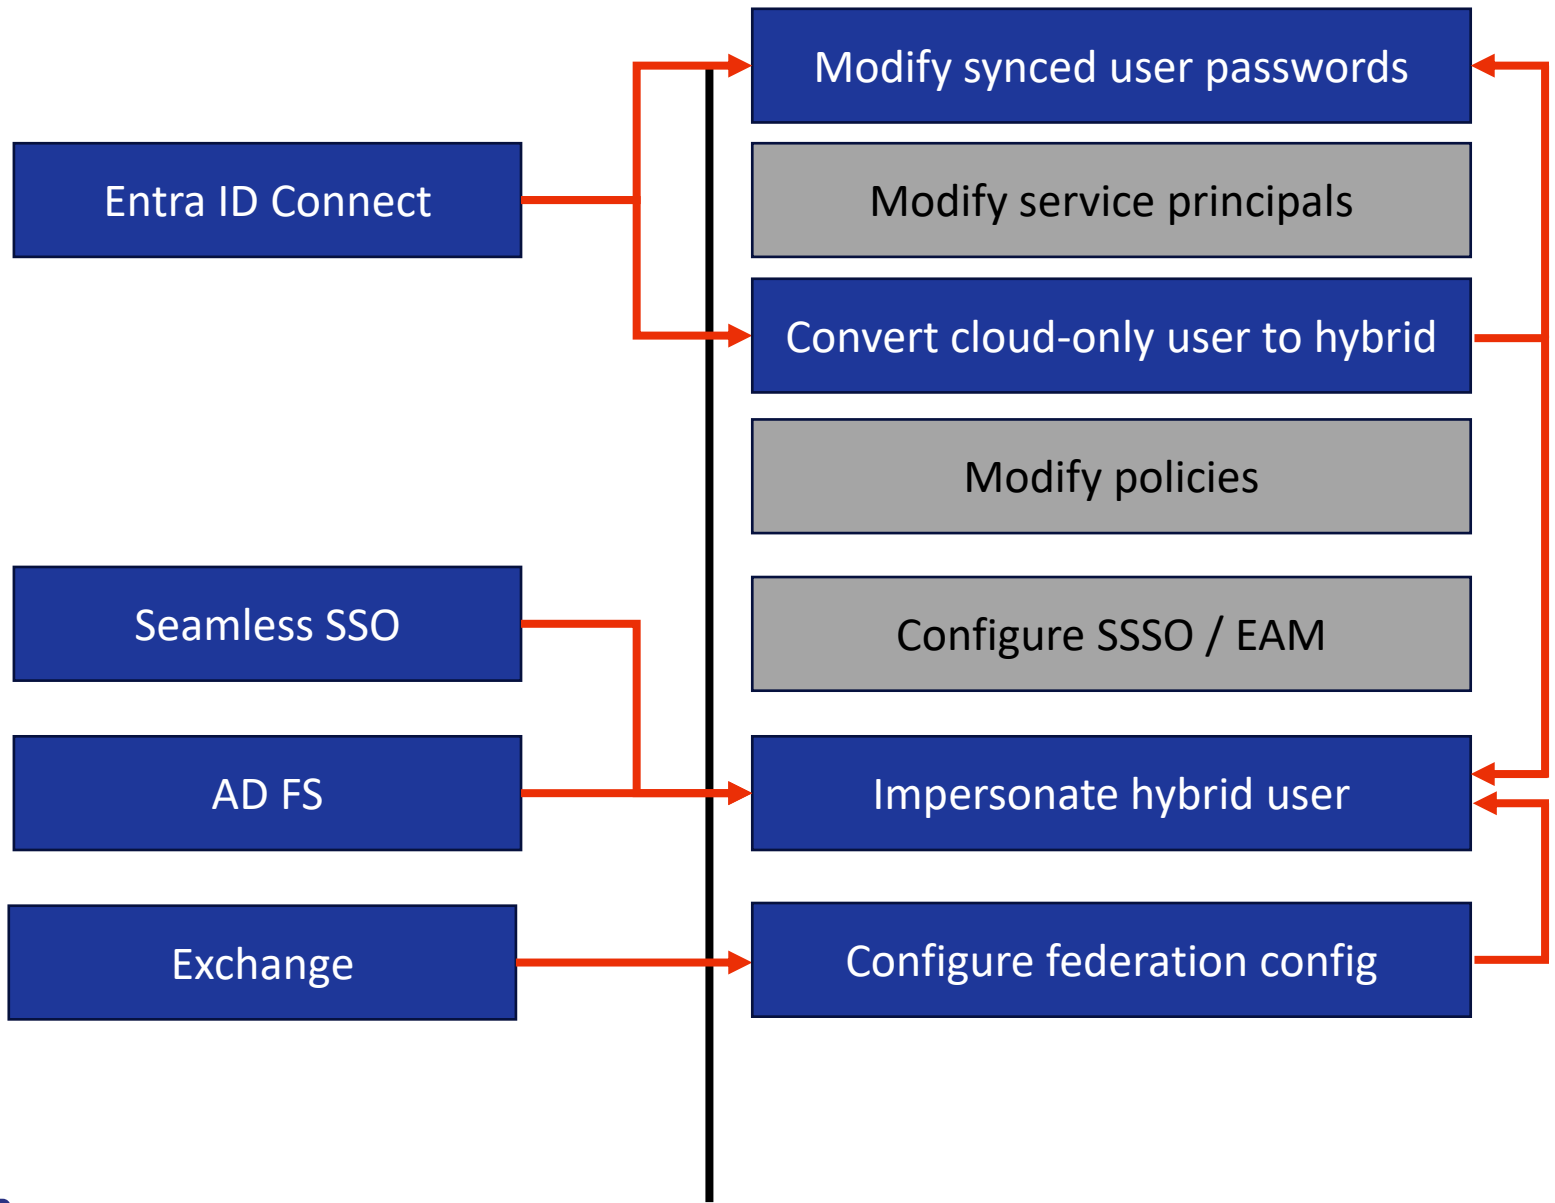 Modify synced user passwords
Entra ID Connect
Modify service principals
Convert cloud-only user to hybrid
Modify policies
Seamless SSO
Configure SSSO / EAM
AD FS
Impersonate hybrid user
Exchange
Configure federation config